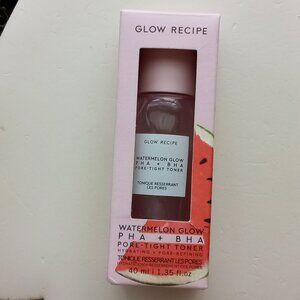 GLOW RECIPE
GLOW RECIPE
WATERMELON GLOW
PHA + BHA
PORE-TIGHT TONER
TONIQUE RESSERRANT
LES PORES
WATERMELON GLOW
PHA + BHA
PORE-TIGHT TONER
HYDRATING + PORE-REFINING
TONIQUE RESSERRANT LES PORES
40 ml | 1.35 fl.oz